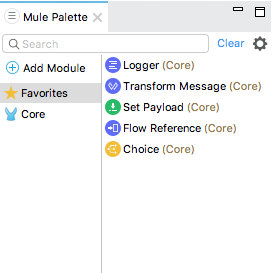 Mule Palette
Search
Clear
Add Module
Favorites
Core
Logger (Core)
Transform Message (Core)
Set Payload (Core)
Flow Reference (Core)
Choice (Core)